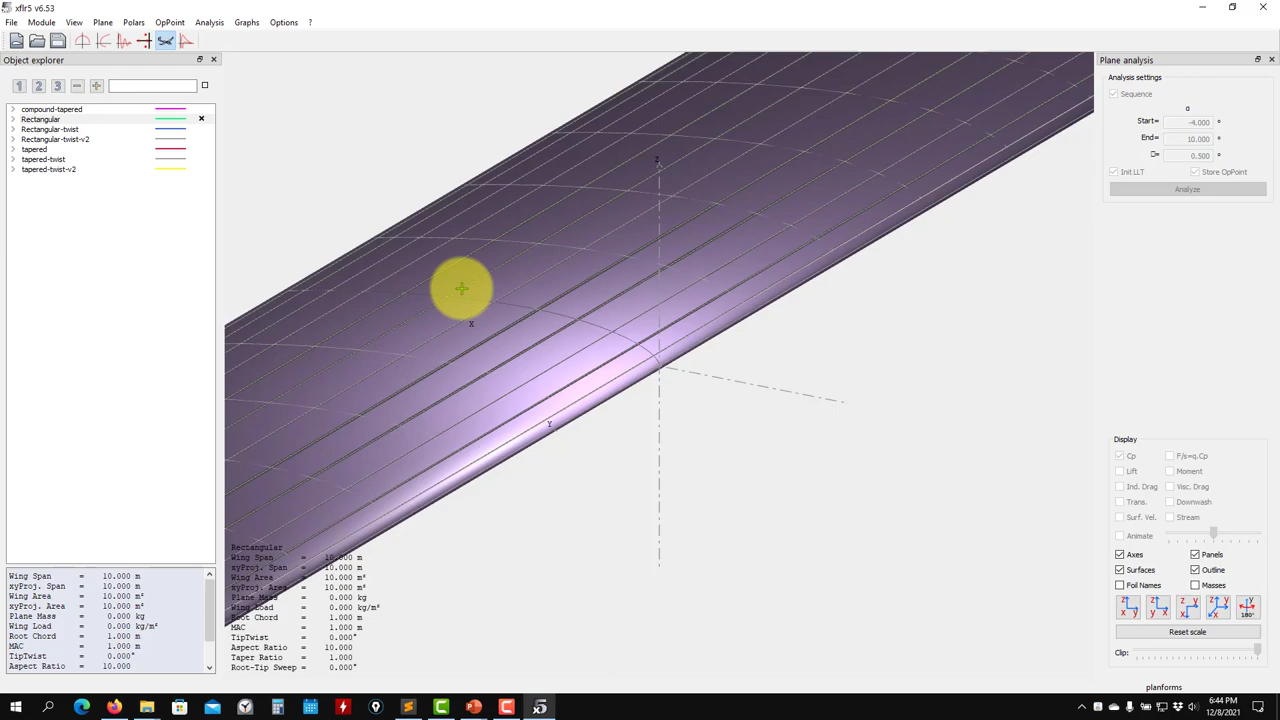 xflr5 v6.53
File Module View Plane Polars OpPoint Analysis Graphs Options ?
Object explorer
1 2 3
compound-tapered
Rectangular
Rectangular-twist
Rectangular-twist-v2
tapered
tapered-twist
tapered-twist-v2
Wing Span = 10.000 m
xyProj. Span = 10.000 m
Wing Area = 10.000 m²
xyProj. Area = 10.000 m²
Plane Mass = 0.000 kg
Wing Load = 0.000 kg/m²
Root Chord = 1.000 m
MAC = 1.000 m
TipTwist = 0.000°
Aspect Ratio = 10.000
Z
X
Y
Rectangular
Wing Span = 10.000 m
xyProj. Span = 10.000 m
Wing Area = 10.000 m²
xyProj. Area = 10.000 m²
Plane Mass = 0.000 kg
Wing Load = 0.000 kg/m²
Root Chord = 1.000 m
MAC = 1.000 m
TipTwist = 0.000°
Aspect Ratio = 10.000
Taper Ratio = 1.000
Root-Tip Sweep = 0.000°
Plane analysis
Analysis settings
Sequence
α
Start= -4.000 °
End= 10.000 °
= 0.500 °
Init LLT Store OpPoint
Analyze
Display
Cp F/s=q.Cp
Lift Moment
Ind. Drag Visc. Drag
Trans. Downwash
Surf. Vel. Stream
Animate
Axes Panels
Surfaces Outline
Foil Names Masses
Reset scale
Clip:
planforms
6:44 PM
12/8/2021